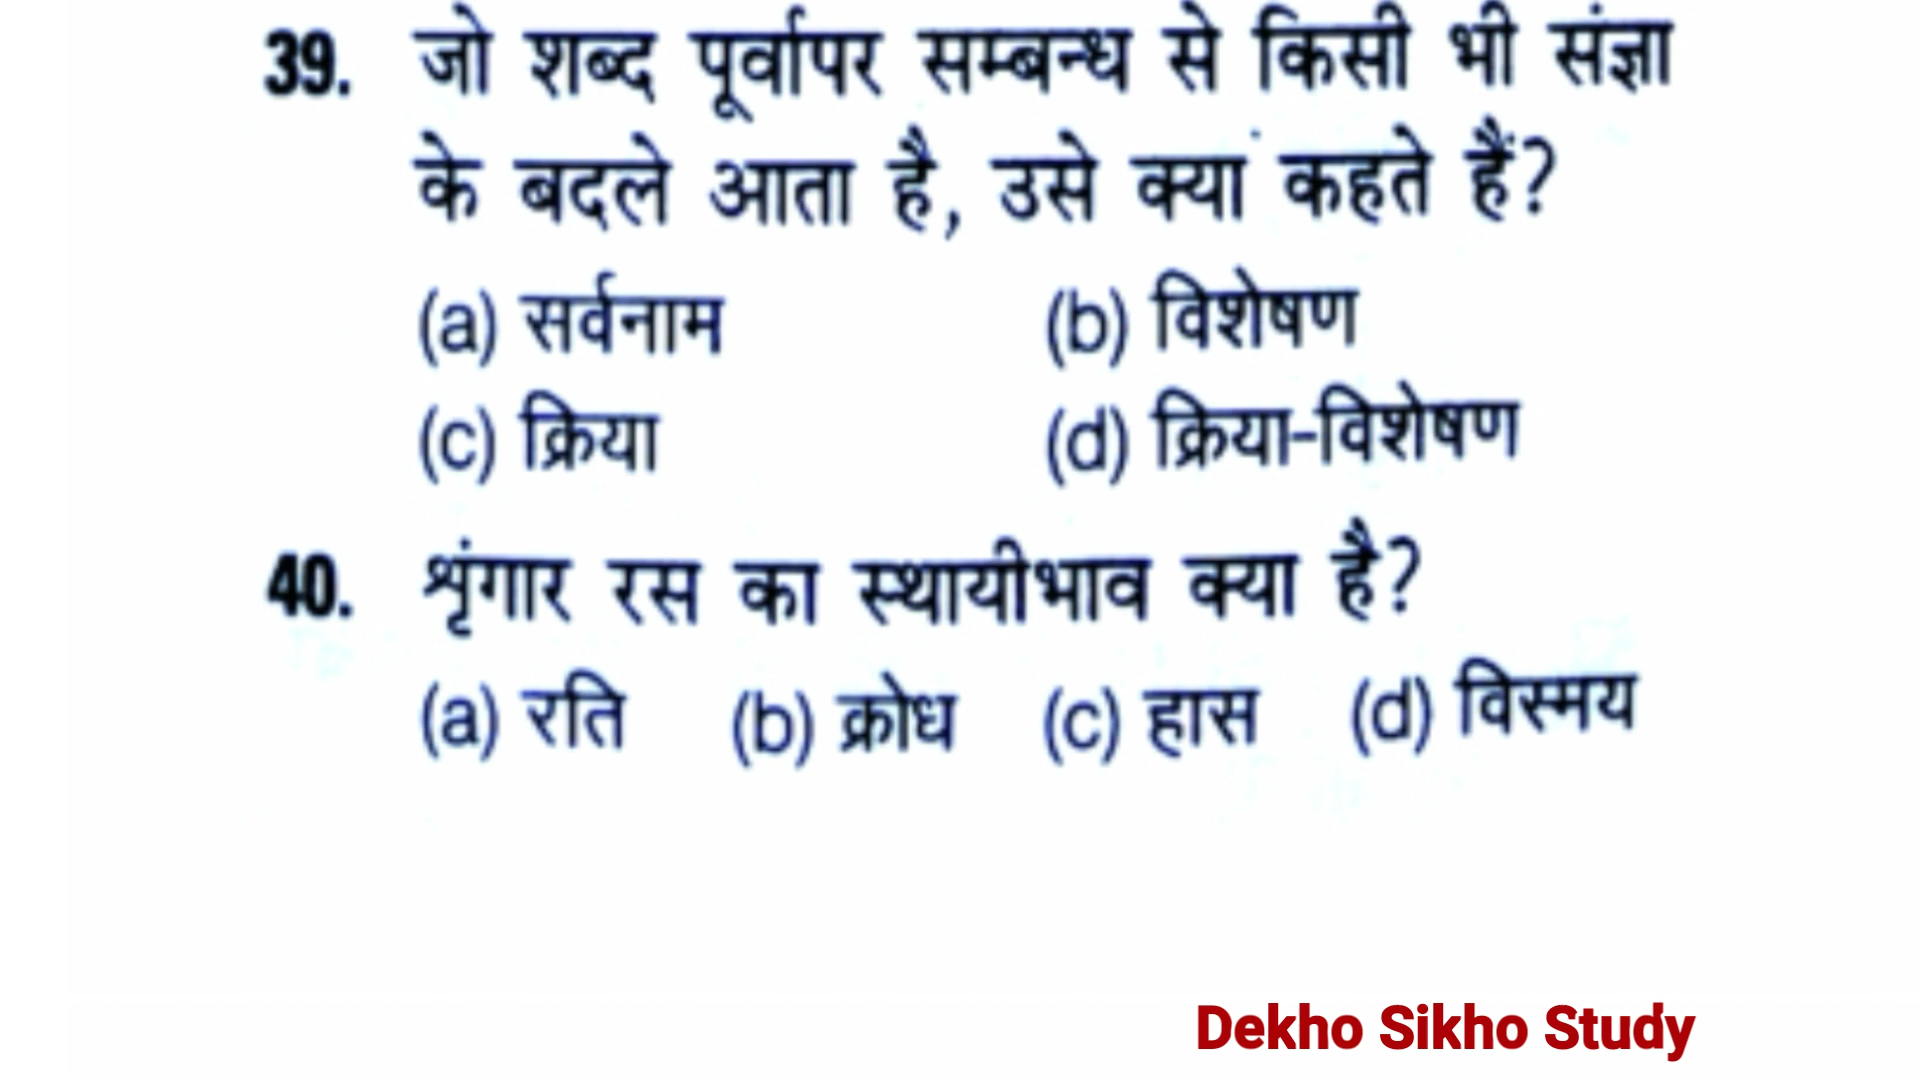 39. जो शब्द पूर्वापर सम्बन्ध से किसी भी संज्ञा
के बदले आता है, उसे क्या कहते हैं?
(a) सर्वनाम (b) विशेषण
(c) क्रिया (d) क्रिया-विशेषण
40. शृंगार रस का स्थायीभाव क्या है?
(a) रति (b) क्रोध (c) हास (d) विस्मय
Dekho Sikho Study